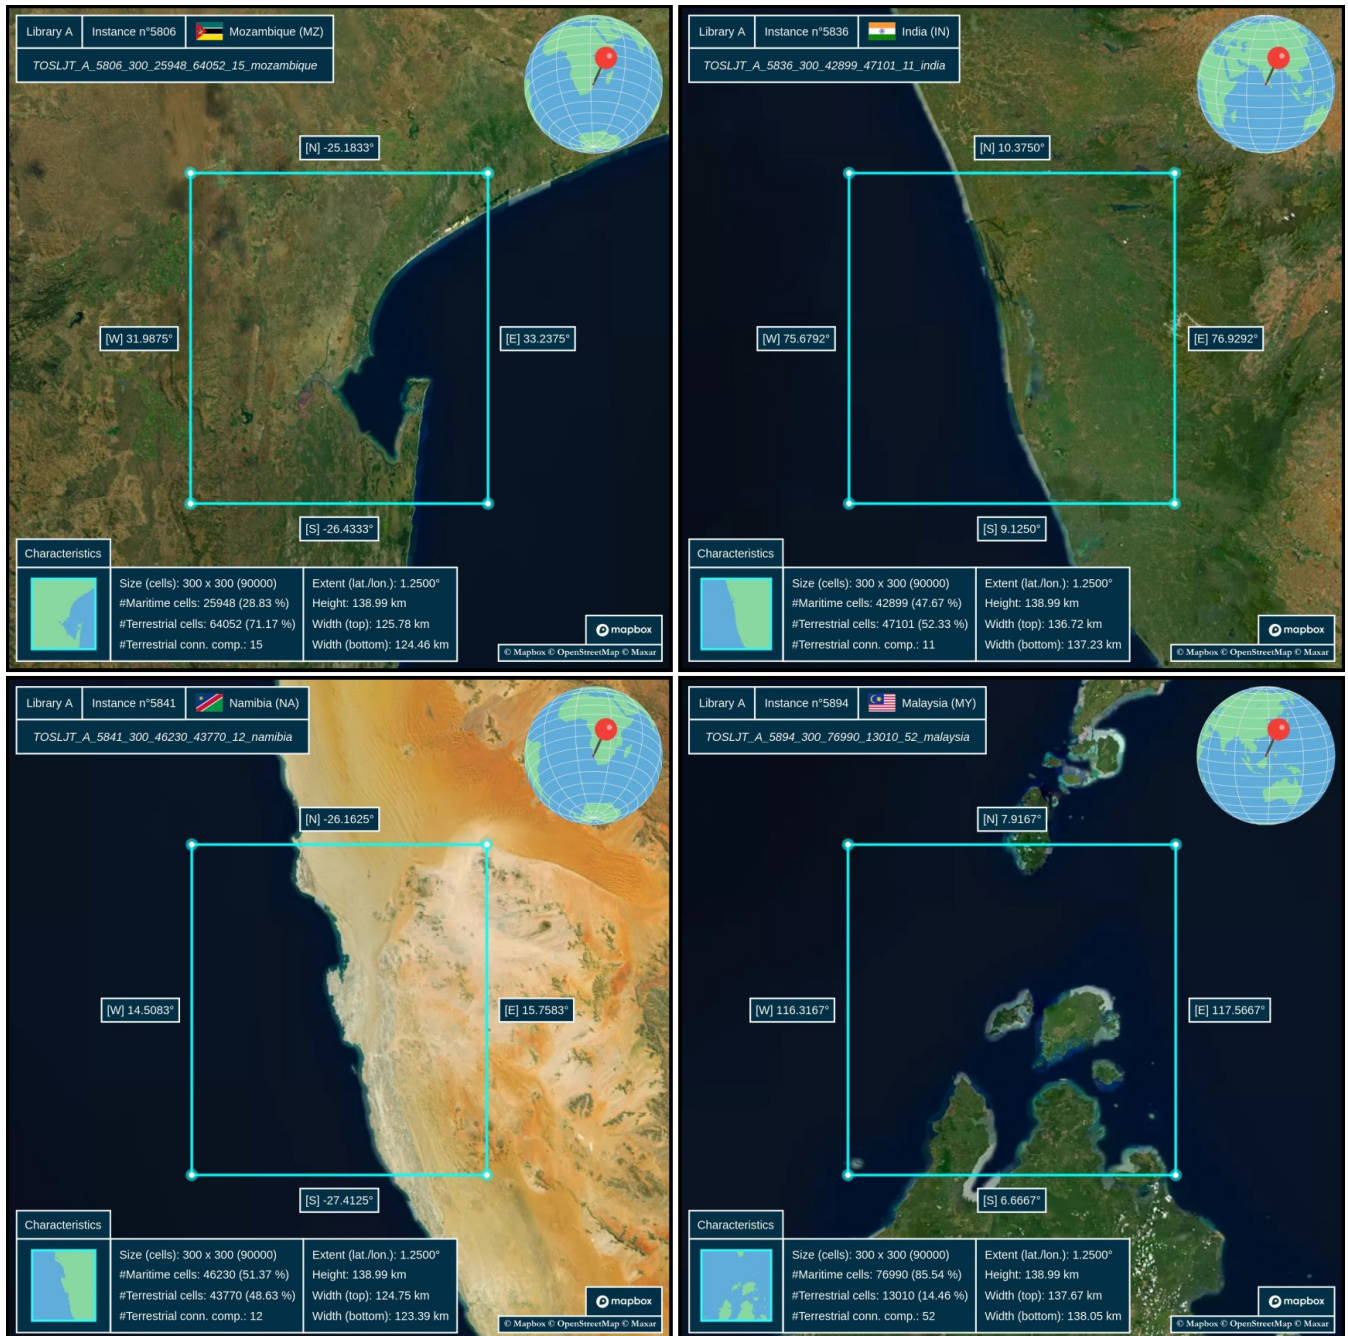 Library A
Instance n°5806
Mozambique (MZ)
TOSLJT_A_5806_300_25948_64052_15_mozambique
[N] -25.1833°
[W] 31.9875°
[E] 33.2375°
[S] -26.4333°
Characteristics
Size (cells): 300 x 300 (90000)
#Maritime cells: 25948 (28.83 %)
#Terrestrial cells: 64052 (71.17 %)
#Terrestrial conn. comp.: 15
Extent (lat./lon.): 1.2500°
Height: 138.99 km
Width (top): 125.78 km
Width (bottom): 124.46 km
mapbox
© Mapbox © OpenStreetMap © Maxar
Library A
Instance n°5836
India (IN)
TOSLJT_A_5836_300_42899_47101_11_india
[N] 10.3750°
[W] 75.6792°
[E] 76.9292°
[S] 9.1250°
Characteristics
Size (cells): 300 x 300 (90000)
#Maritime cells: 42899 (47.67 %)
#Terrestrial cells: 47101 (52.33 %)
#Terrestrial conn. comp.: 11
Extent (lat./lon.): 1.2500°
Height: 138.99 km
Width (top): 136.72 km
Width (bottom): 137.23 km
mapbox
© Mapbox © OpenStreetMap © Maxar
Library A
Instance n°5841
Namibia (NA)
TOSLJT_A_5841_300_46230_43770_12_namibia
[N] -26.1625°
[W] 14.5083°
[E] 15.7583°
[S] -27.4125°
Characteristics
Size (cells): 300 x 300 (90000)
#Maritime cells: 46230 (51.37 %)
#Terrestrial cells: 43770 (48.63 %)
#Terrestrial conn. comp.: 12
Extent (lat./lon.): 1.2500°
Height: 138.99 km
Width (top): 124.75 km
Width (bottom): 123.39 km
mapbox
© Mapbox © OpenStreetMap © Maxar
Library A
Instance n°5894
Malaysia (MY)
TOSLJT_A_5894_300_76990_13010_52_malaysia
[N] 7.9167°
[W] 116.3167°
[E] 117.5667°
[S] 6.6667°
Characteristics
Size (cells): 300 x 300 (90000)
#Maritime cells: 76990 (85.54 %)
#Terrestrial cells: 13010 (14.46 %)
#Terrestrial conn. comp.: 52
Extent (lat./lon.): 1.2500°
Height: 138.99 km
Width (top): 137.67 km
Width (bottom): 138.05 km
mapbox
© Mapbox © OpenStreetMap © Maxar